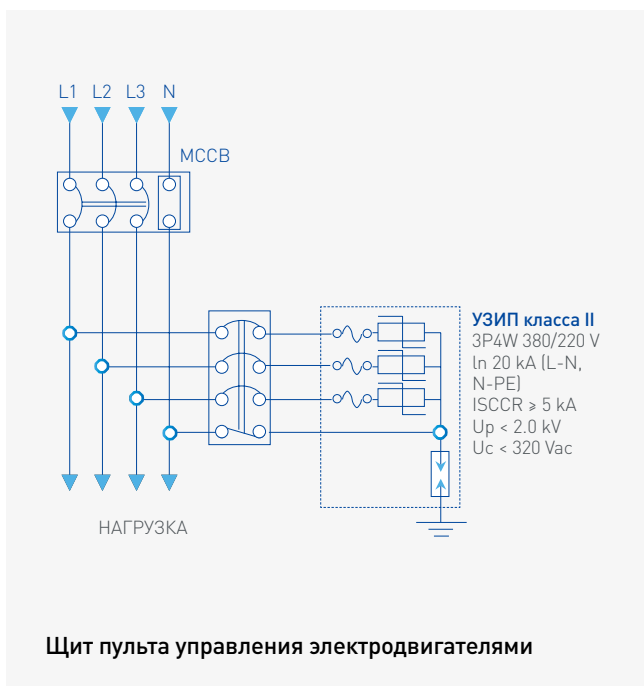 L1 L2 L3 N
MCCB
УЗИП класса II
3P4W 380/220 V
ln 20 kA (L-N,
N-PE)
ISCCR ≥ 5 kA
Up < 2.0 kV
Uc < 320 Vac
НАГРУЗКА
Щит пульта управления электродвигателями